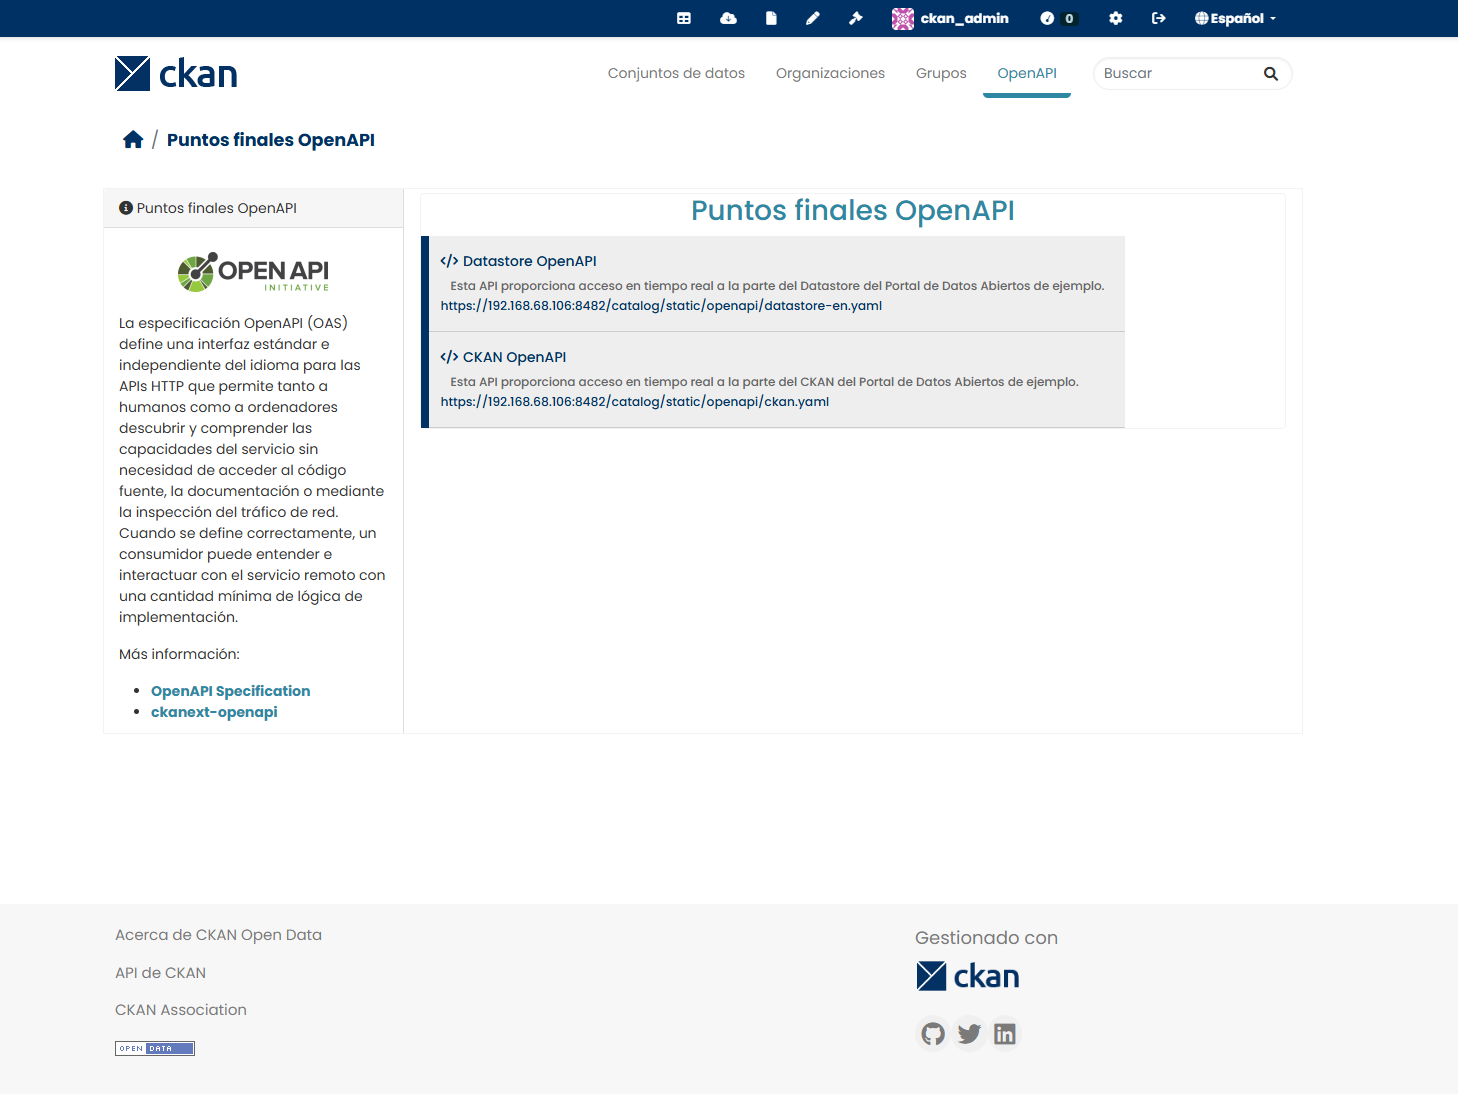 ckan_admin 0 Español
ckan Conjuntos de datos Organizaciones Grupos OpenAPI Buscar
/ Puntos finales OpenAPI
Puntos finales OpenAPI
OPEN API
INITIATIVE
La especificación OpenAPI (OAS)
define una interfaz estándar e
independiente del idioma para las
APIs HTTP que permite tanto a
humanos como a ordenadores
descubrir y comprender las
capacidades del servicio sin
necesidad de acceder al código
fuente, la documentación o mediante
la inspección del tráfico de red.
Cuando se define correctamente, un
consumidor puede entender e
interactuar con el servicio remoto con
una cantidad mínima de lógica de
implementación.
Más información:
OpenAPI Specification
ckanext-openapi
Puntos finales OpenAPI
</> Datastore OpenAPI
Esta API proporciona acceso en tiempo real a la parte del Datastore del Portal de Datos Abiertos de ejemplo.
https://192.168.68.106:8482/catalog/static/openapi/datastore-en.yaml
</> CKAN OpenAPI
Esta API proporciona acceso en tiempo real a la parte del CKAN del Portal de Datos Abiertos de ejemplo.
https://192.168.68.106:8482/catalog/static/openapi/ckan.yaml
Acerca de CKAN Open Data
API de CKAN
CKAN Association
OPEN DATA
Gestionado con
ckan